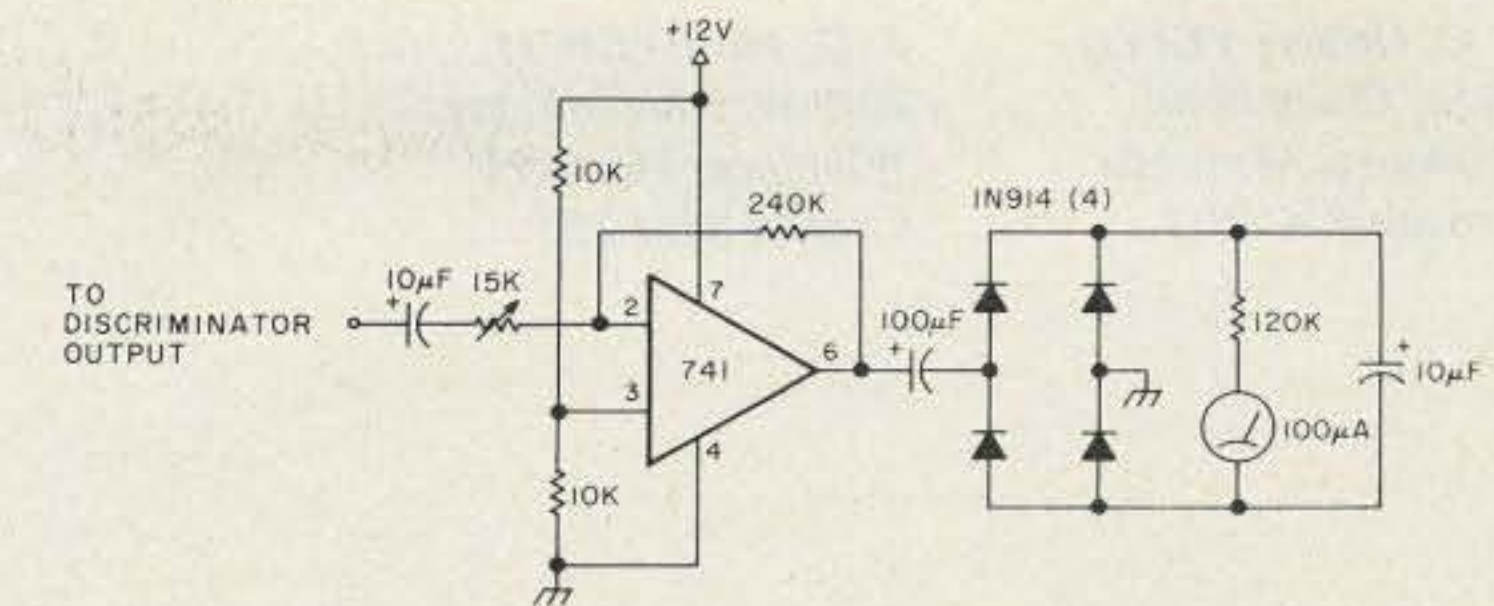 +12V
10K
240K
1N914 (4)
TO
DISCRIMINATOR
OUTPUT
10µF
15K
+
2
7
3
741
6
4
100µF
+
120K
+
10µF
100µA
10K